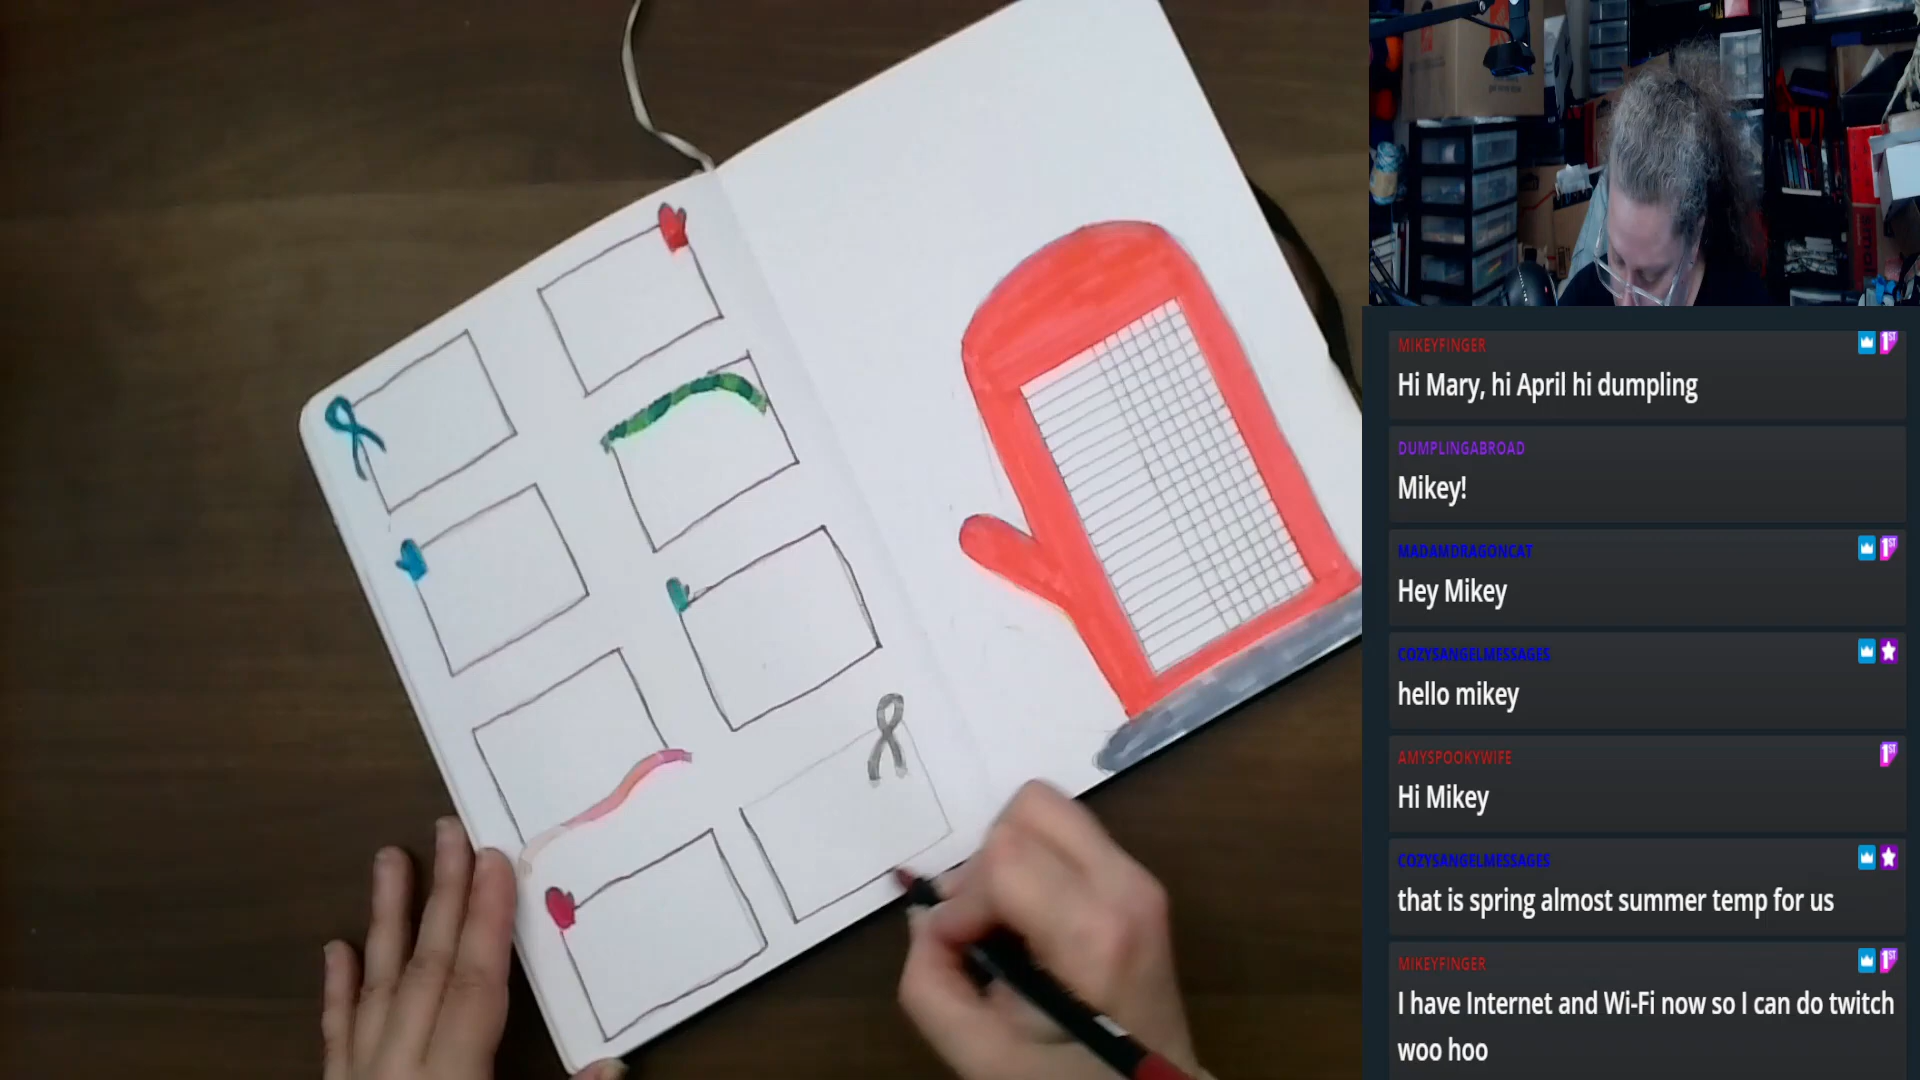 MIKEYFINGER
Hi Mary, hi April hi dumpling
DUMPLINGABROAD
Mikey!
MADAMDRAGONCAT
Hey Mikey
COZYSANGELMESSAGES
hello mikey
AMYSPOOKYWIFE
Hi Mikey
COZYSANGELMESSAGES
that is spring almost summer temp for us
MIKEYFINGER
I have Internet and Wi-Fi now so I can do twitch
woo hoo